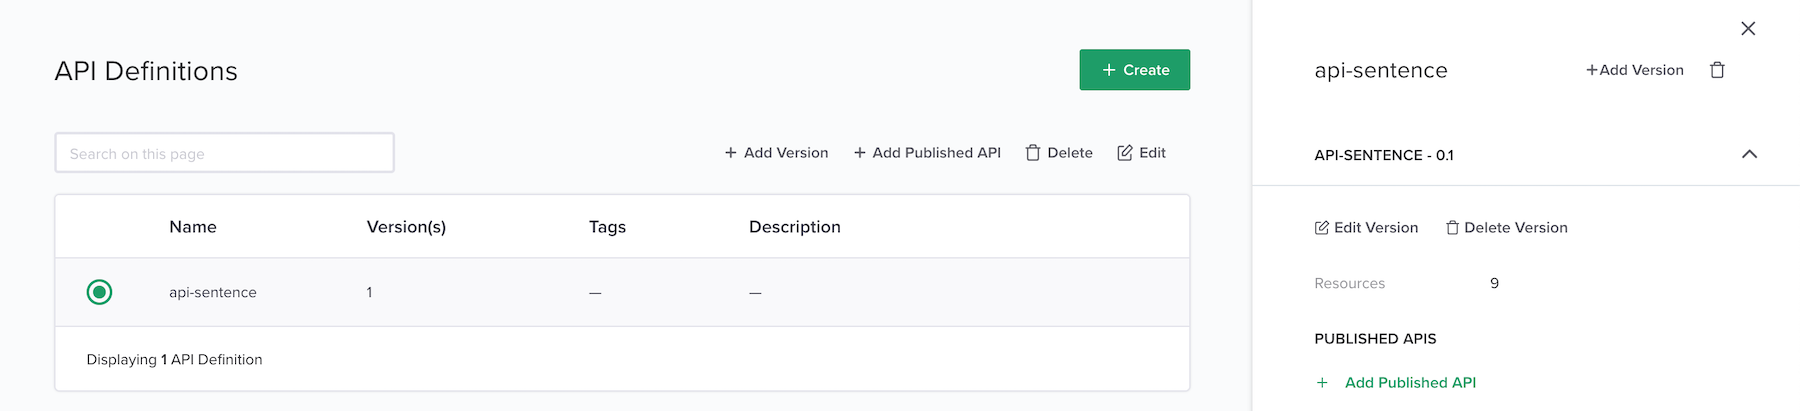 API Definitions
+ Create
Search on this page
+ Add Version + Add Published API Delete Edit
Name Version(s) Tags Description
api-sentence 1 — —
Displaying 1 API Definition
api-sentence +Add Version
API-SENTENCE - 0.1
Edit Version Delete Version
Resources 9
PUBLISHED APIS
+ Add Published API